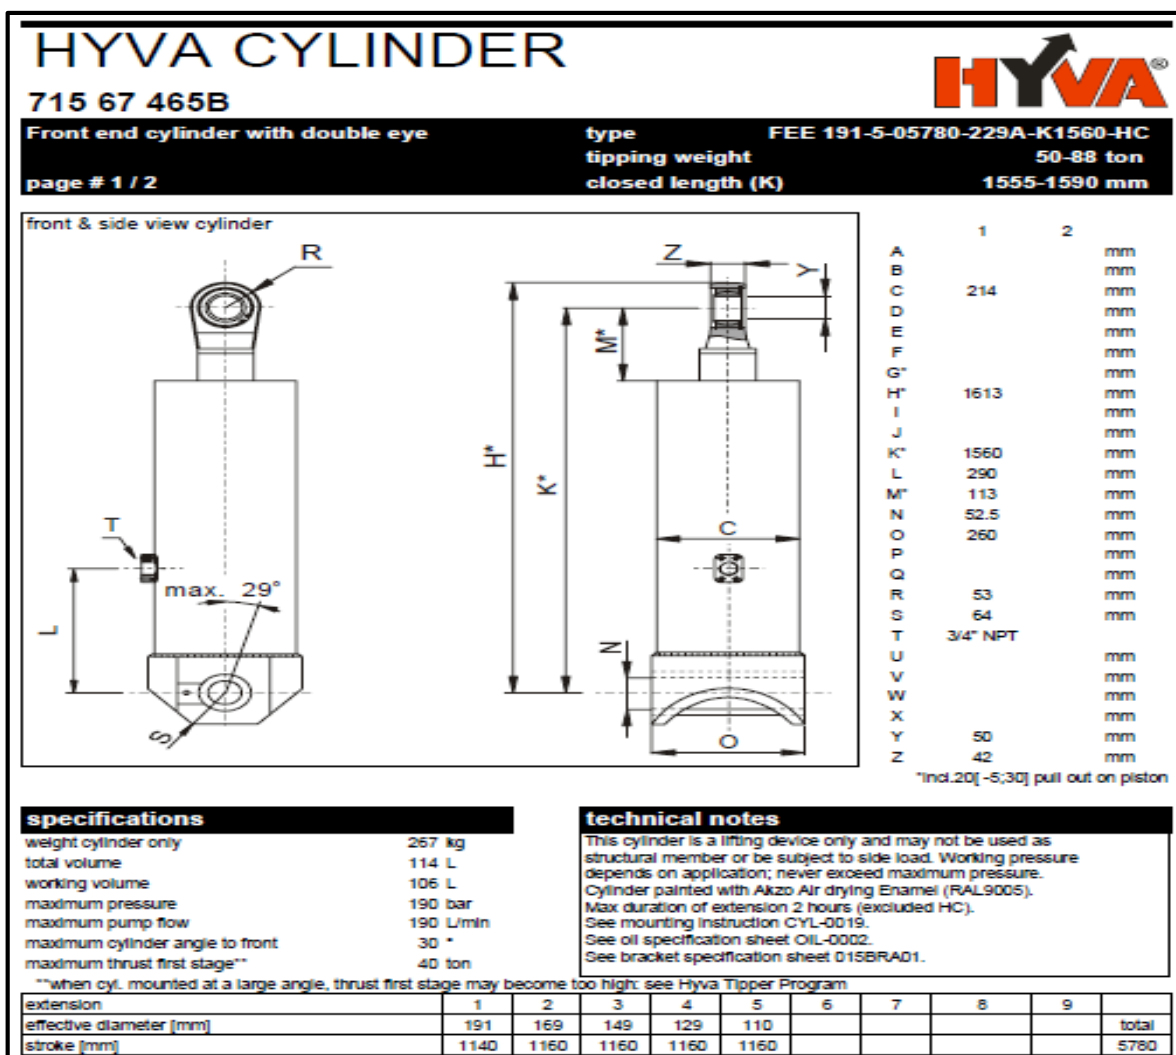 HYVA CYLINDER
HYVA®
715 67 465B
Front end cylinder with double eye type FEE 191-5-05780-229A-K1560-HC
tipping weight 50-88 ton
page # 1 / 2 closed length (K) 1555-1590 mm
front & side view cylinder
R
Z
Y
M*
H*
K*
T
C
max. 29°
L
N
S
O
1 2
A mm
B mm
C 214 mm
D mm
E mm
F mm
G* mm
H* 1613 mm
I mm
J mm
K* 1560 mm
L 290 mm
M* 113 mm
N 52.5 mm
O 260 mm
P mm
Q mm
R 53 mm
S 64 mm
T 3/4" NPT
U mm
V mm
W mm
X mm
Y 50 mm
Z 42 mm
*incl.20[ -5;30] pull out on piston
specifications
weight cylinder only 267 kg
total volume 114 L
working volume 106 L
maximum pressure 190 bar
maximum pump flow 190 L/min
maximum cylinder angle to front 30 °
maximum thrust first stage** 40 ton
technical notes
This cylinder is a lifting device only and may not be used as
structural member or be subject to side load. Working pressure
depends on application; never exceed maximum pressure.
Cylinder painted with Akzo Air drying Enamel (RAL9005).
Max duration of extension 2 hours (excluded HC).
See mounting instruction CYL-0019.
See oil specification sheet OIL-0002.
See bracket specification sheet 015BRA01.
**when cyl. mounted at a large angle, thrust first stage may become too high: see Hyva Tipper Program
extension 1 2 3 4 5 6 7 8 9
effective diameter [mm] 191 169 149 129 110 total
stroke [mm] 1140 1160 1160 1160 1160 5780